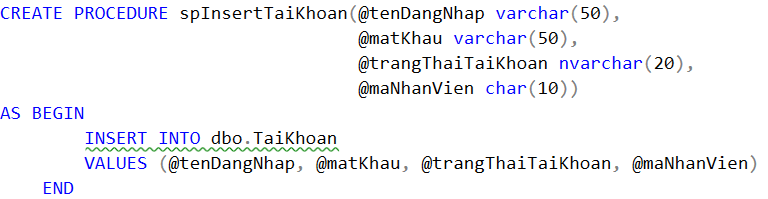 CREATE PROCEDURE spInsertTaiKhoan(@tenDangNhap varchar(50),
@matKhau varchar(50),
@trangThaiTaiKhoan nvarchar(20),
@maNhanVien char(10))
AS BEGIN
INSERT INTO dbo.TaiKhoan
VALUES (@tenDangNhap, @matKhau, @trangThaiTaiKhoan, @maNhanVien)
END